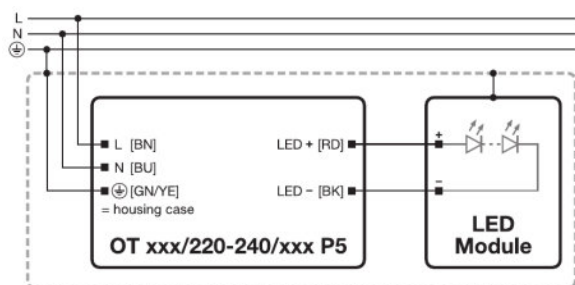 L
N
L [BN]
N [BU]
[GN/YE]
= housing case
LED + [RD]
LED − [BK]
OT xxx/220-240/xxx P5
+
−
LED
Module